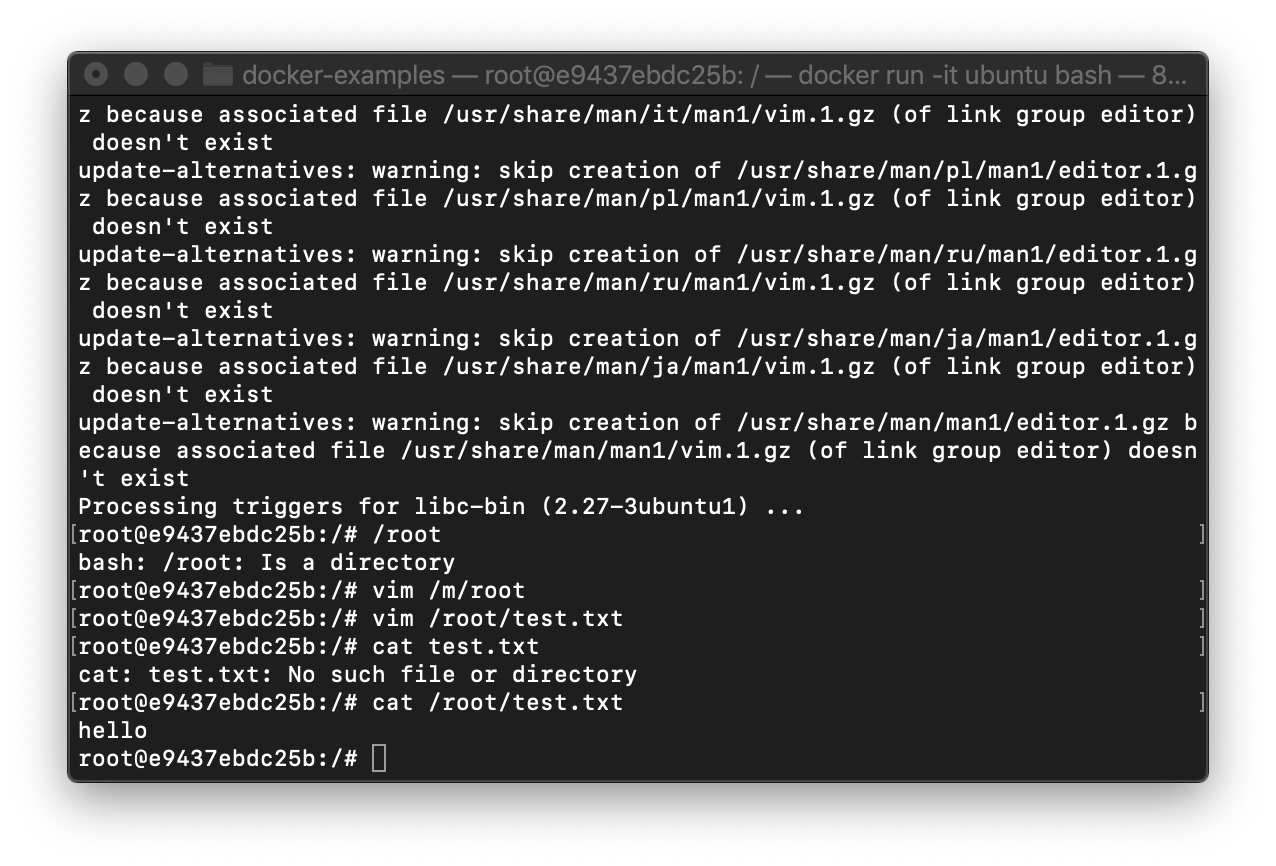 docker-examples — root@e9437ebdc25b: / — docker run -it ubuntu bash — 8...
z because associated file /usr/share/man/it/man1/vim.1.gz (of link group editor)
 doesn't exist
update-alternatives: warning: skip creation of /usr/share/man/pl/man1/editor.1.g
z because associated file /usr/share/man/pl/man1/vim.1.gz (of link group editor)
 doesn't exist
update-alternatives: warning: skip creation of /usr/share/man/ru/man1/editor.1.g
z because associated file /usr/share/man/ru/man1/vim.1.gz (of link group editor)
 doesn't exist
update-alternatives: warning: skip creation of /usr/share/man/ja/man1/editor.1.g
z because associated file /usr/share/man/ja/man1/vim.1.gz (of link group editor)
 doesn't exist
update-alternatives: warning: skip creation of /usr/share/man/man1/editor.1.gz b
ecause associated file /usr/share/man/man1/vim.1.gz (of link group editor) doesn
't exist
Processing triggers for libc-bin (2.27-3ubuntu1) ...
[root@e9437ebdc25b:/# /root ]
bash: /root: Is a directory
[root@e9437ebdc25b:/# vim /m/root ]
[root@e9437ebdc25b:/# vim /root/test.txt ]
[root@e9437ebdc25b:/# cat test.txt ]
cat: test.txt: No such file or directory
[root@e9437ebdc25b:/# cat /root/test.txt ]
hello
root@e9437ebdc25b:/#